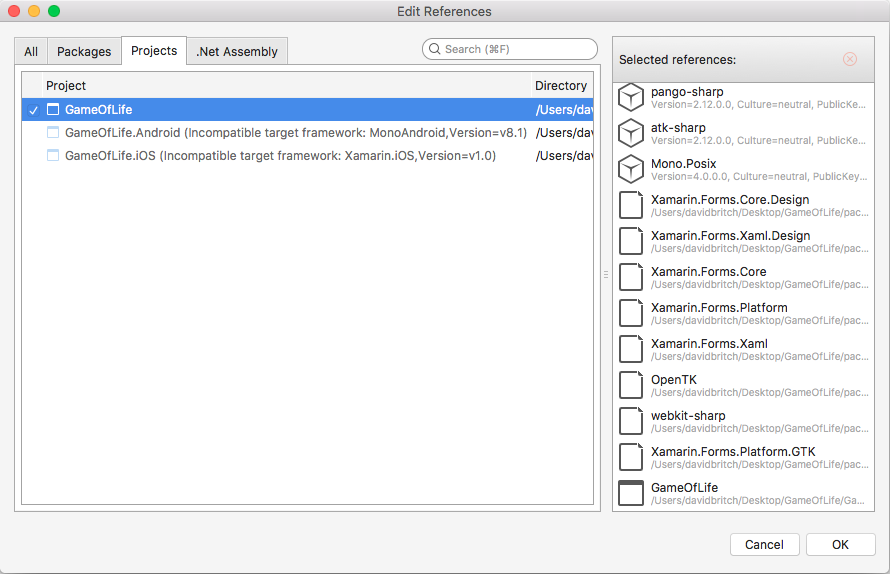 Edit References
All
Packages
Projects
.Net Assembly
Search (⌘F)
Project
Directory
GameOfLife
/Users/dav
GameOfLife.Android (Incompatible target framework: MonoAndroid,Version=v8.1)
/Users/dav
GameOfLife.iOS (Incompatible target framework: Xamarin.iOS,Version=v1.0)
/Users/dav
Selected references:
pango-sharp
Version=2.12.0.0, Culture=neutral, PublicKe...
atk-sharp
Version=2.12.0.0, Culture=neutral, PublicKe...
Mono.Posix
Version=4.0.0.0, Culture=neutral, PublicKey...
Xamarin.Forms.Core.Design
/Users/davidbritch/Desktop/GameOfLife/pac...
Xamarin.Forms.Xaml.Design
/Users/davidbritch/Desktop/GameOfLife/pac...
Xamarin.Forms.Core
/Users/davidbritch/Desktop/GameOfLife/pac...
Xamarin.Forms.Platform
/Users/davidbritch/Desktop/GameOfLife/pac...
Xamarin.Forms.Xaml
/Users/davidbritch/Desktop/GameOfLife/pac...
OpenTK
/Users/davidbritch/Desktop/GameOfLife/pac...
webkit-sharp
/Users/davidbritch/Desktop/GameOfLife/pac...
Xamarin.Forms.Platform.GTK
/Users/davidbritch/Desktop/GameOfLife/pac...
GameOfLife
/Users/davidbritch/Desktop/GameOfLife/Ga...
Cancel
OK